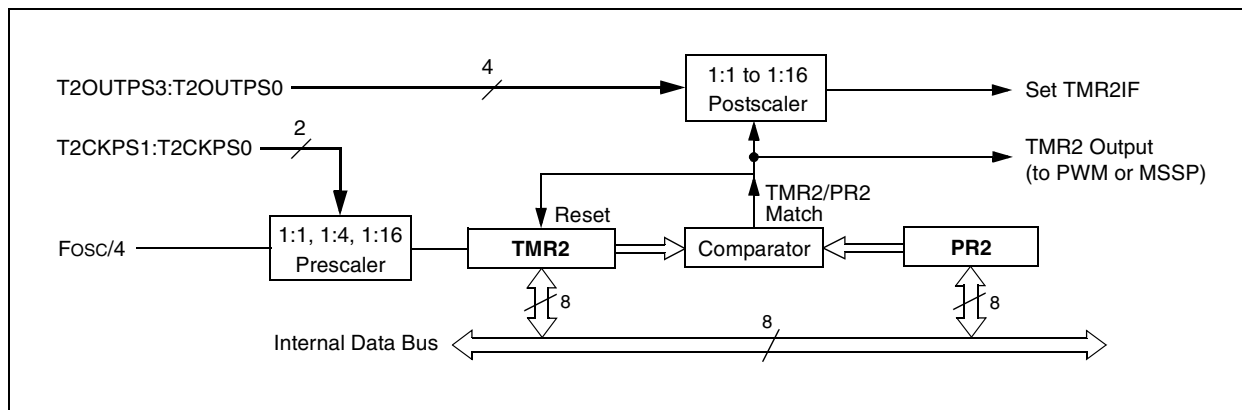 T2OUTPS3:T2OUTPS0
4
1:1 to 1:16
Postscaler
Set TMR2IF
T2CKPS1:T2CKPS0
2
TMR2 Output
(to PWM or MSSP)
TMR2/PR2
Match
Reset
FOSC/4
1:1, 1:4, 1:16
Prescaler
TMR2
Comparator
PR2
8
8
Internal Data Bus
8